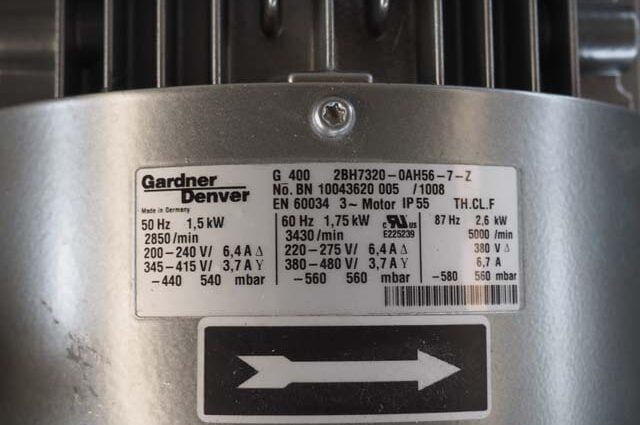 Gardner
Denver
Made in Germany
G 400 2BH7320-0AH56-7-Z
No. BN 10043620 005 /1008
EN 60034 3~ Motor IP 55 TH.CL.F
50 Hz 1,5 kW
2850/min
200-240 V/ 6,4 A Δ
345-415 V/ 3,7 A Y
-440 540 mbar
60 Hz 1,75 kW
3430/min
220-275 V/ 6,4 A Δ
380-480 V/ 3,7 A Y
-560 560 mbar
c RU us
E225239
87 Hz 2,6 kW
5000 /min
380 V Δ
6,7 A
-580 560 mbar